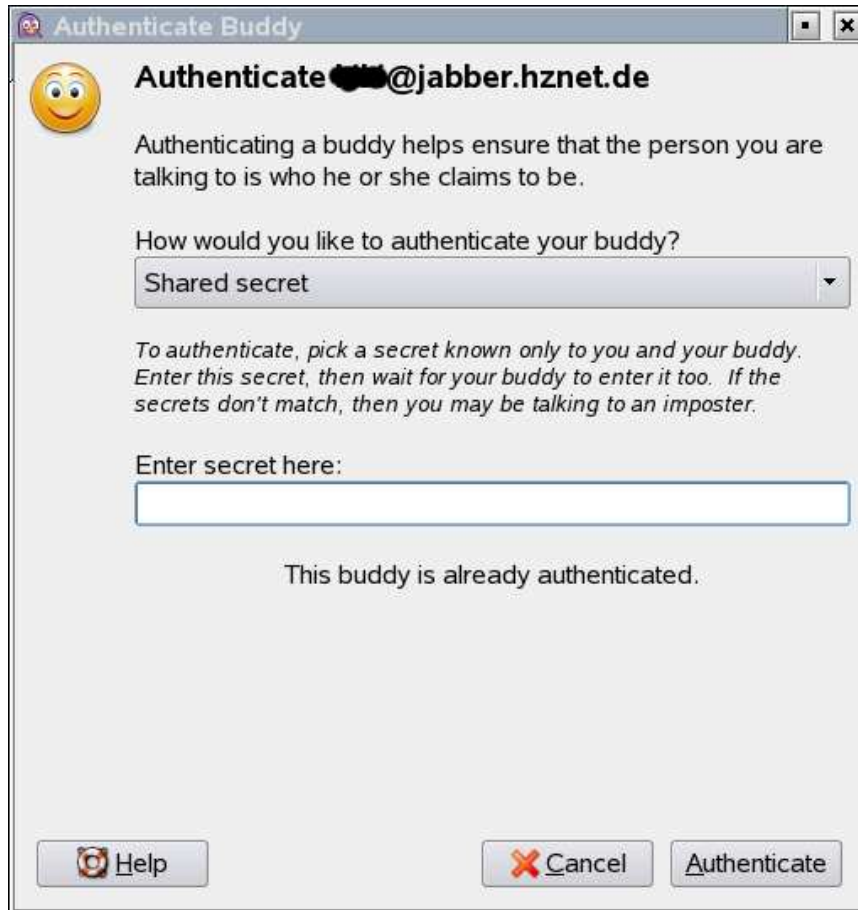 Authenticate Buddy
Authenticate @jabber.hznet.de
Authenticating a buddy helps ensure that the person you are
talking to is who he or she claims to be.
How would you like to authenticate your buddy?
Shared secret
To authenticate, pick a secret known only to you and your buddy.
Enter this secret, then wait for your buddy to enter it too. If the
secrets don't match, then you may be talking to an imposter.
Enter secret here:
This buddy is already authenticated.
Help
Cancel
Authenticate